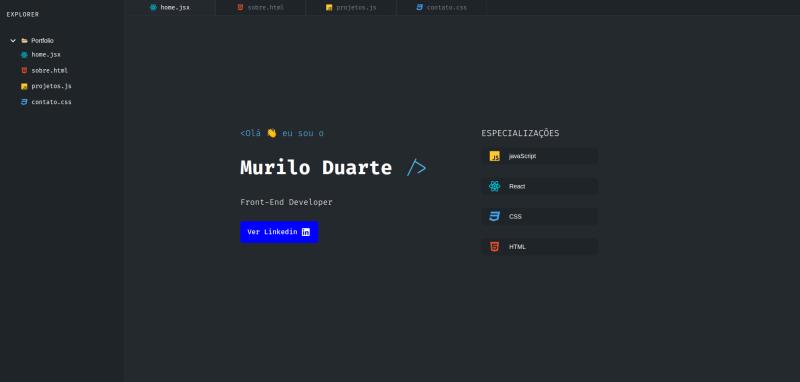 EXPLORER
Portfolio
home.jsx
sobre.html
projetos.js
contato.css
home.jsx
sobre.html
projetos.js
contato.css
<Olá 👋 eu sou o
Murilo Duarte />
Front-End Developer
Ver Linkedin in
ESPECIALIZAÇÕES
JS javaScript
React
CSS
HTML